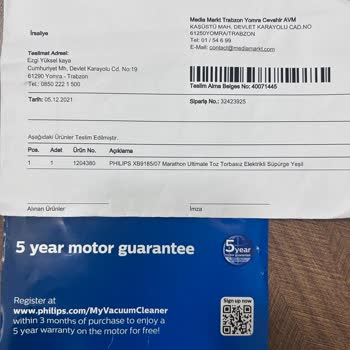 Media Markt Trabzon Yomra Cevahir AVM
KAŞÜSTÜ MAH. DEVLET KARAYOLU CAD.NO
61250YOMRA/TRABZON
Tel: 01 / 54 6 99
E-Mail: contact@mediamarkt.com
İrsaliye
Teslimat Adresi:
Ezgi Yüksel kaya
Cumhuriyet Mh. Devlet Karayolu Cd. No:19
61290 Yomra - Trabzon
Tel.: 0850 222 1 500
Teslim Alma Belges No: 40071445
Tarih: 05.12.2021
Sipariş No.: 32423925
Aşağıdaki Ürünler Teslim Edilmiştir.
Pos. Adet Ürün No. Açıklama
1 1 1204380 PHILIPS XB9185/07 Marathon Ultimate Toz Torbasız Elektrikli Süpürge Yeşil
Alınan Ürünler
İmza
5 year motor guarantee
5 year
Register at
www.philips.com/MyVacuumCleaner
within 3 months of purchase to enjoy a
5 year warranty on the motor for free!
Sign up now